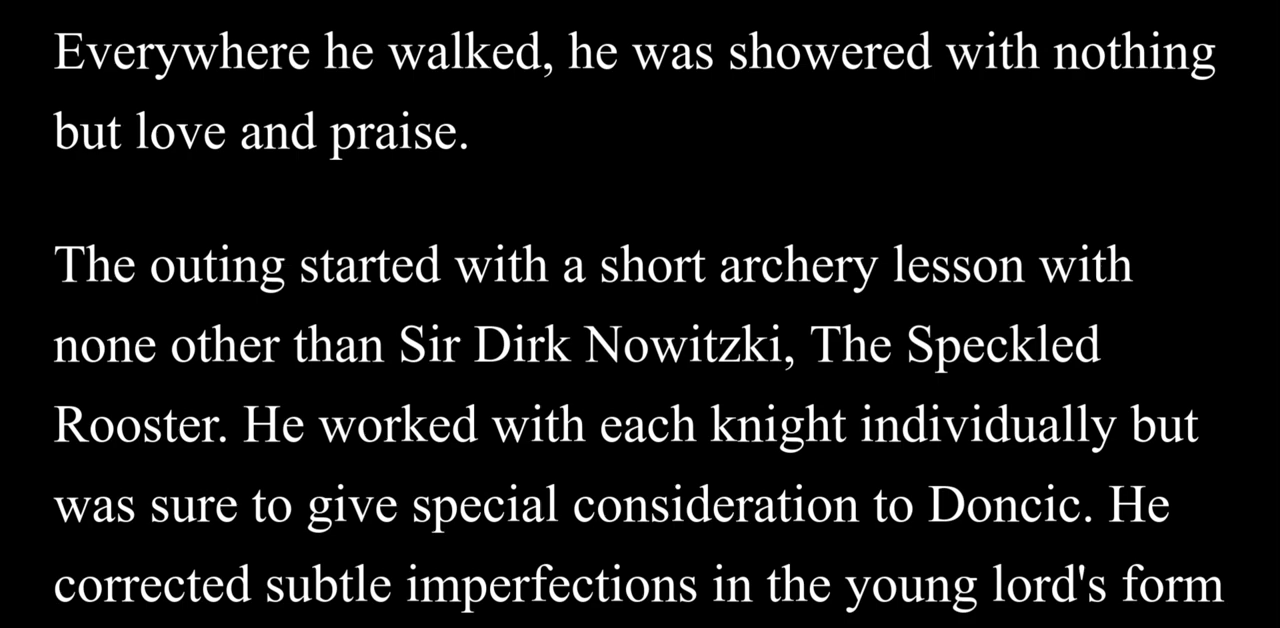 Everywhere he walked, he was showered with nothing
but love and praise.
The outing started with a short archery lesson with
none other than Sir Dirk Nowitzki, The Speckled
Rooster. He worked with each knight individually but
was sure to give special consideration to Doncic. He
corrected subtle imperfections in the young lord's form